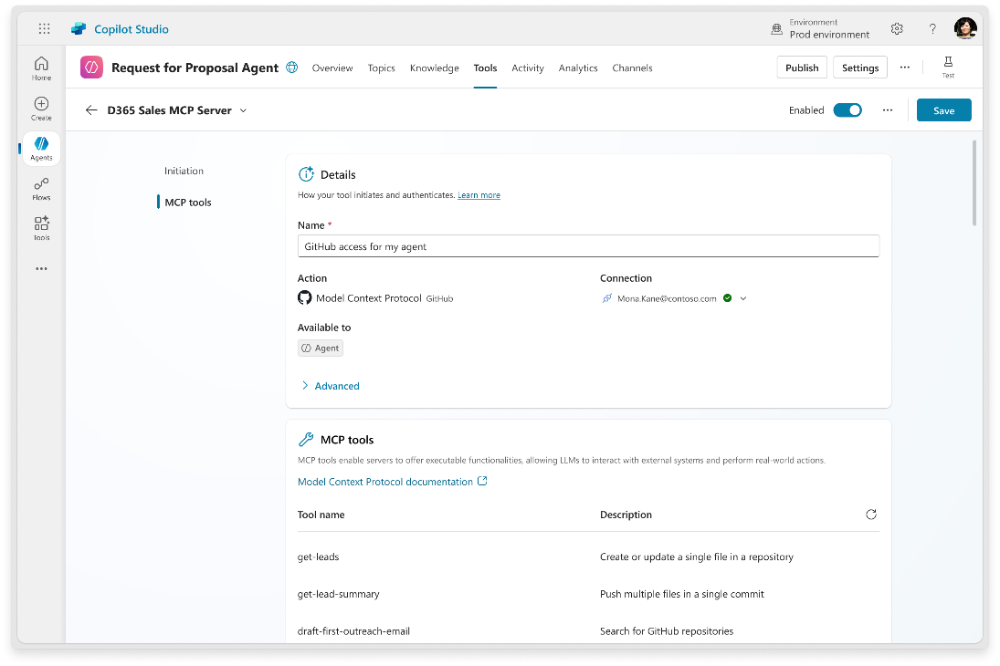 Copilot Studio
Environment
Prod environment
Home
Create
Agents
Flows
Tools
Request for Proposal Agent
Overview
Topics
Knowledge
Tools
Activity
Analytics
Channels
Publish
Settings
Test
D365 Sales MCP Server
Enabled
Save
Initiation
MCP tools
Details
How your tool initiates and authenticates. Learn more
Name *
GitHub access for my agent
Action
Model Context Protocol GitHub
Connection
Mona.Kane@contoso.com
Available to
Agent
Advanced
MCP tools
MCP tools enable servers to offer executable functionalities, allowing LLMs to interact with external systems and perform real-world actions.
Model Context Protocol documentation
Tool name
Description
get-leads
Create or update a single file in a repository
get-lead-summary
Push multiple files in a single commit
draft-first-outreach-email
Search for GitHub repositories